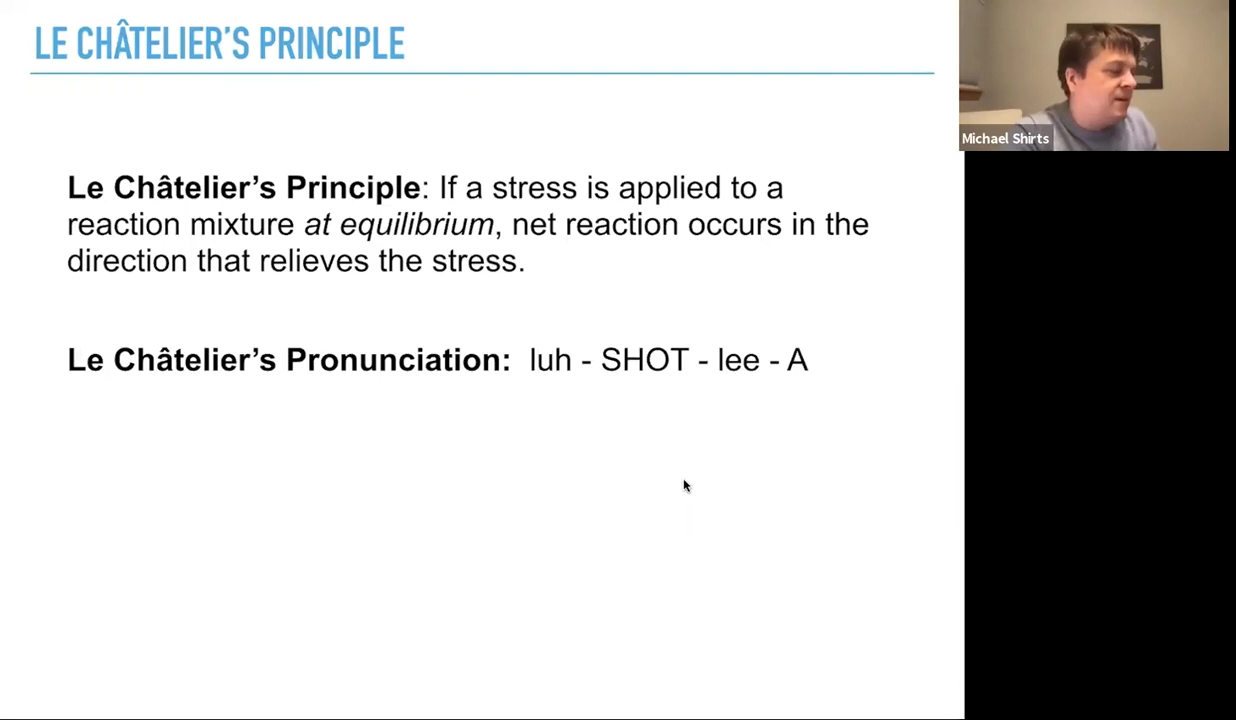 LE CHÂTELIER'S PRINCIPLE
Le Châtelier's Principle: If a stress is applied to a
reaction mixture at equilibrium, net reaction occurs in the
direction that relieves the stress.
Le Châtelier's Pronunciation: luh - SHOT - lee - A
Michael Shirts